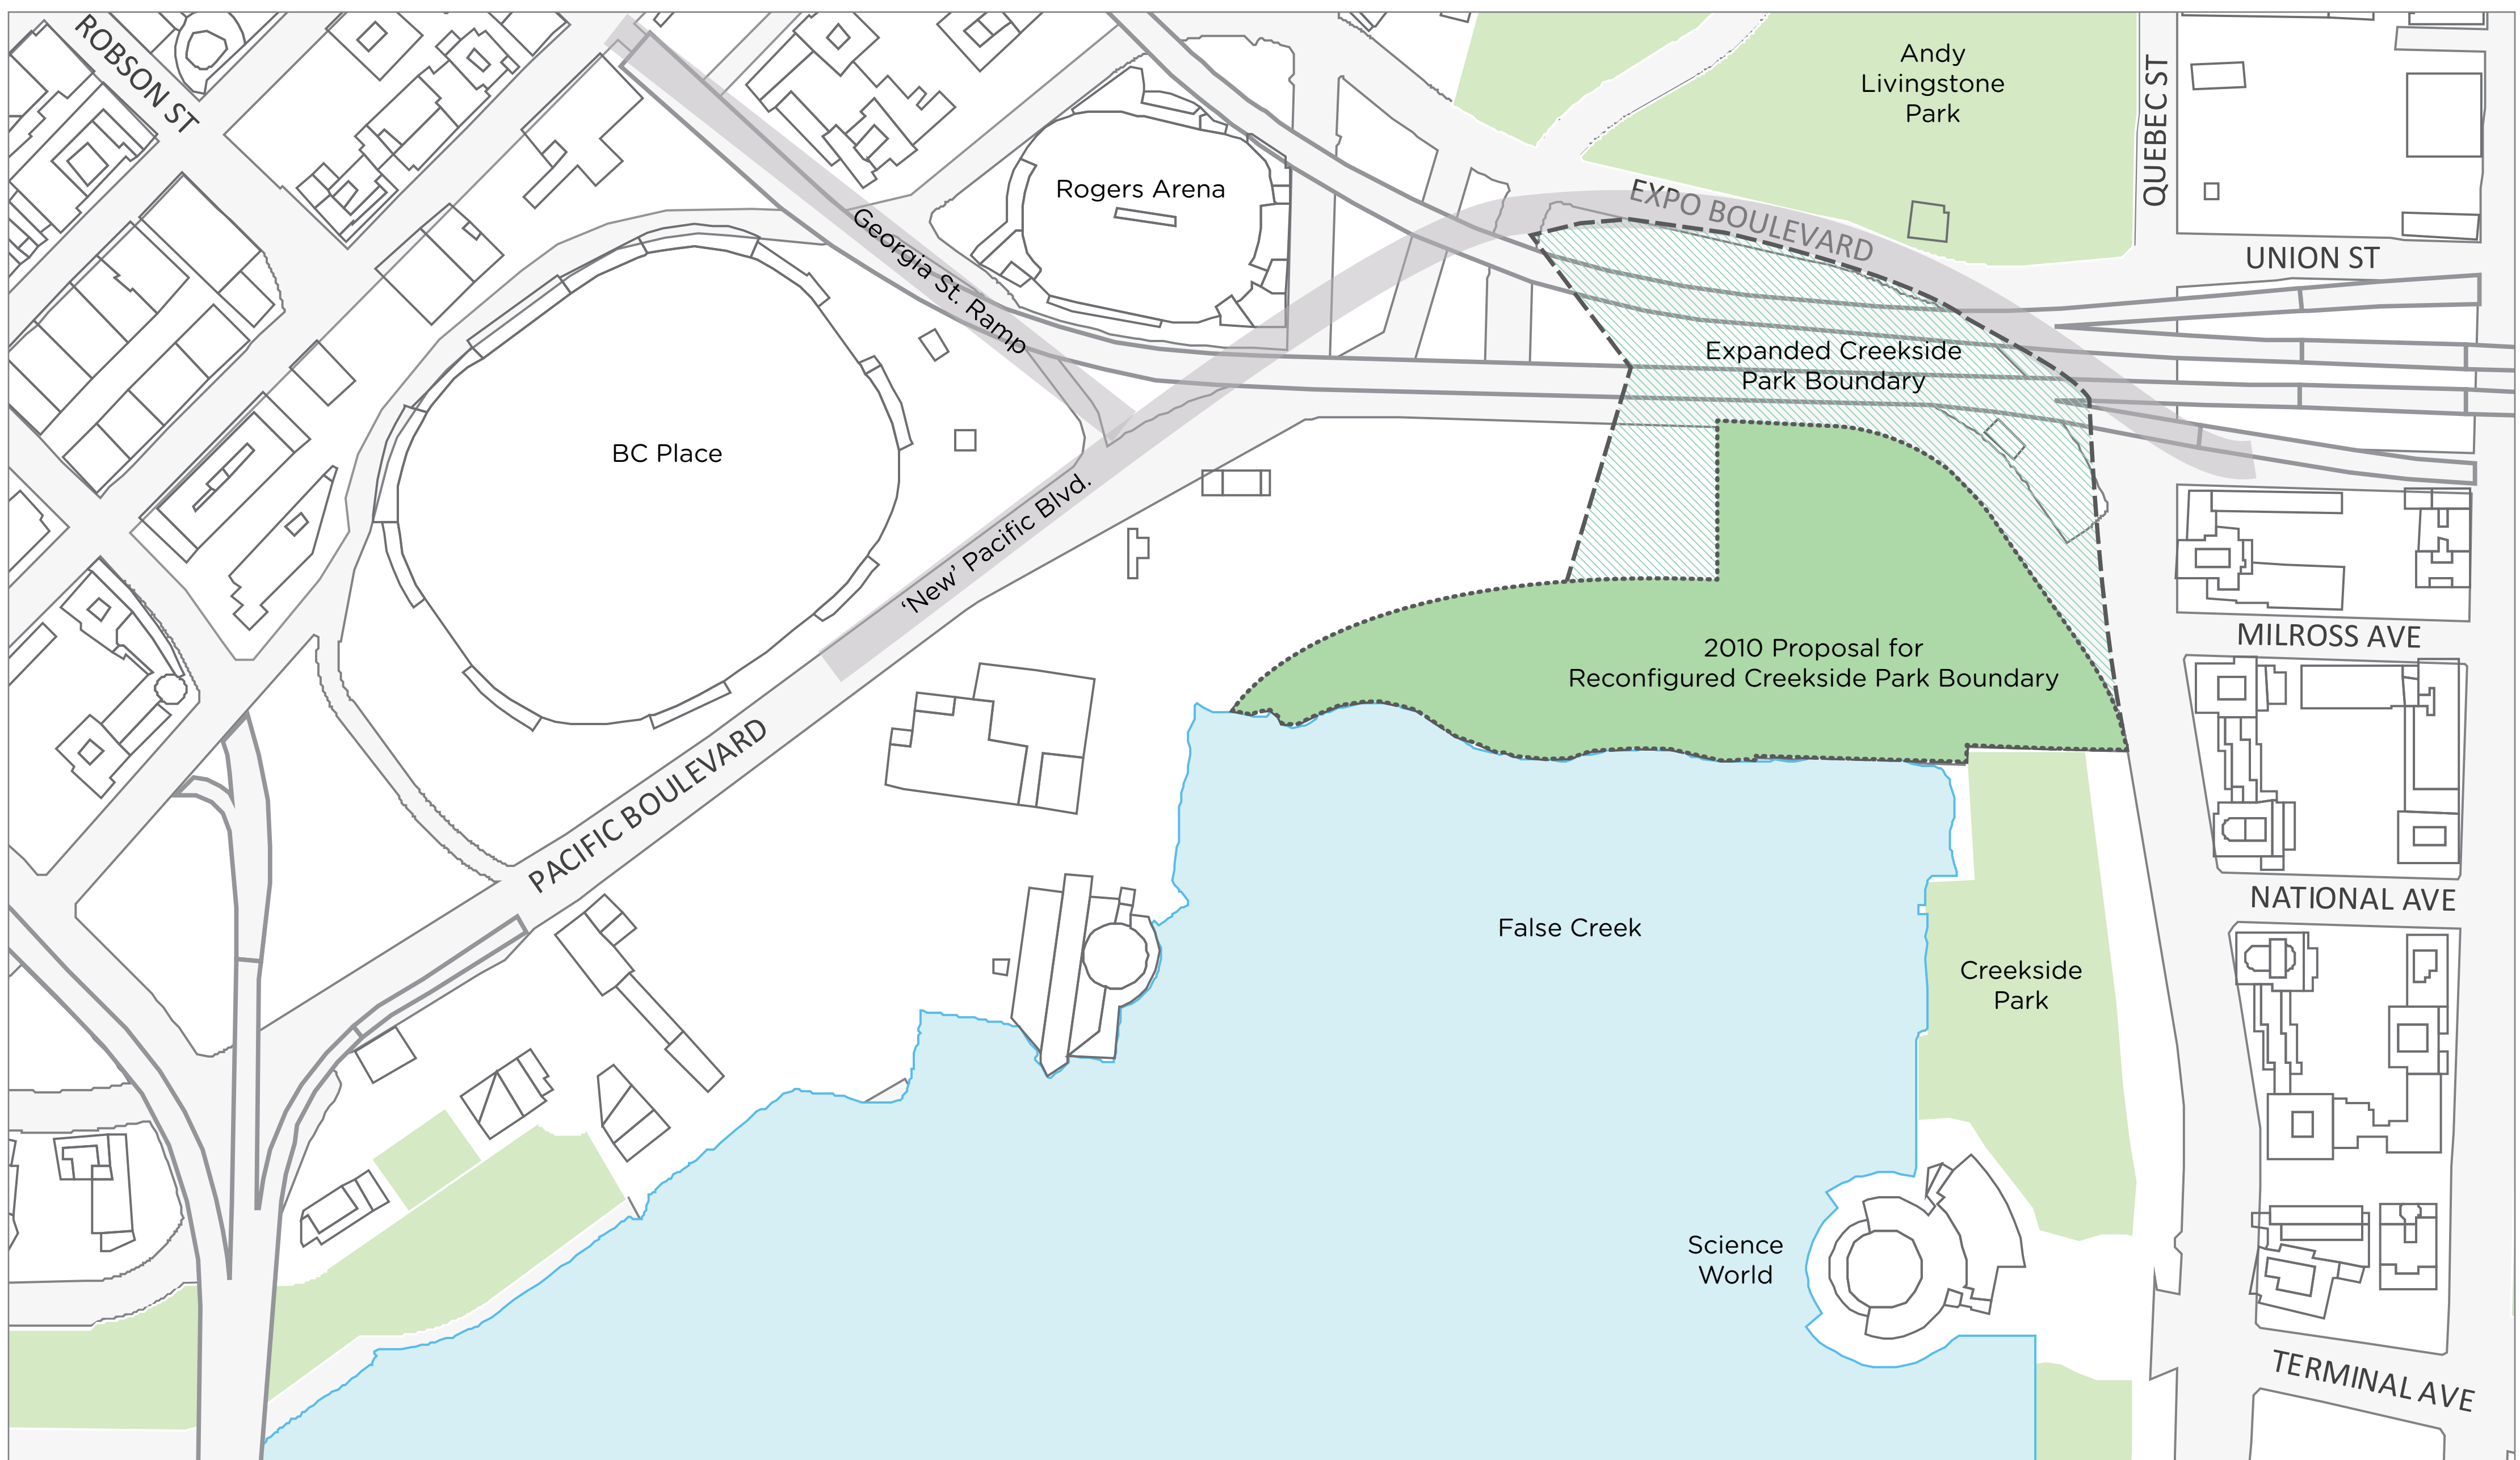 ROBSON ST
Andy
Livingstone
Park
QUEBEC ST
Rogers Arena
EXPO BOULEVARD
UNION ST
Georgia St. Ramp
Expanded Creekside
Park Boundary
BC Place
‘New’ Pacific Blvd.
2010 Proposal for
Reconfigured Creekside Park Boundary
MILROSS AVE
PACIFIC BOULEVARD
NATIONAL AVE
False Creek
Creekside
Park
Science
World
TERMINAL AVE